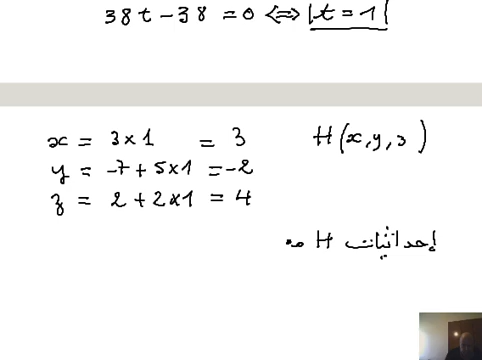 38t - 38 = 0 ⟺ t = 1
x = 3×1 = 3 H(x,y,z)
y = -7 + 5×1 = -2
z = 2 + 2×1 = 4
إحداثيات H هي